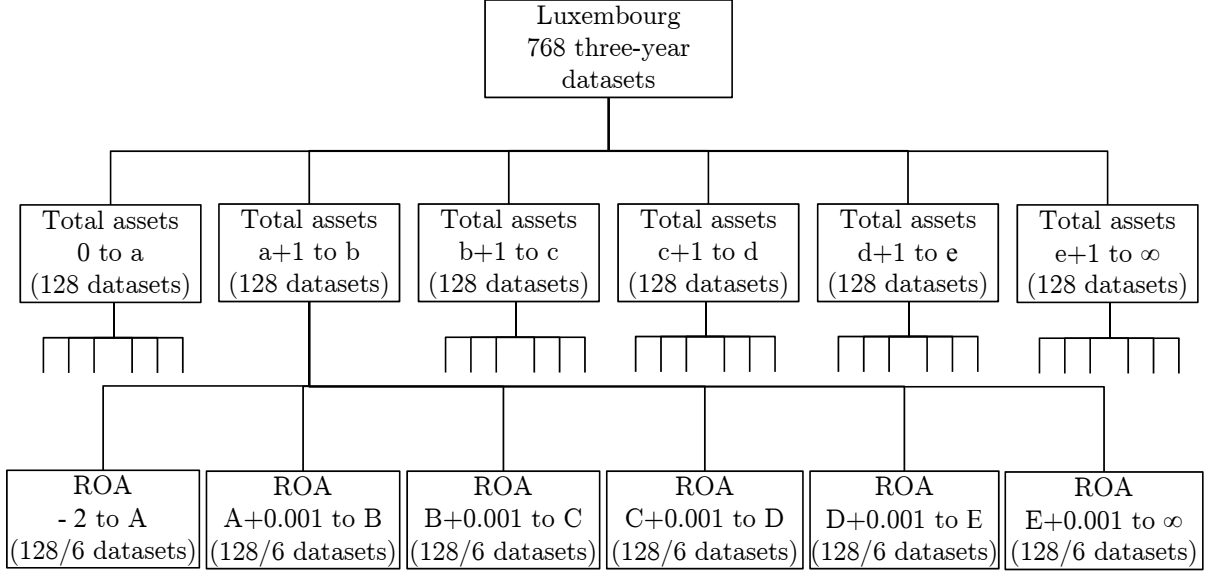 Luxembourg
768 three-year
datasets
Total assets
0 to a
(128 datasets)
Total assets
a+1 to b
(128 datasets)
Total assets
b+1 to c
(128 datasets)
Total assets
c+1 to d
(128 datasets)
Total assets
d+1 to e
(128 datasets)
Total assets
e+1 to ∞
(128 datasets)
ROA
- 2 to A
(128/6 datasets)
ROA
A+0.001 to B
(128/6 datasets)
ROA
B+0.001 to C
(128/6 datasets)
ROA
C+0.001 to D
(128/6 datasets)
ROA
D+0.001 to E
(128/6 datasets)
ROA
E+0.001 to ∞
(128/6 datasets)